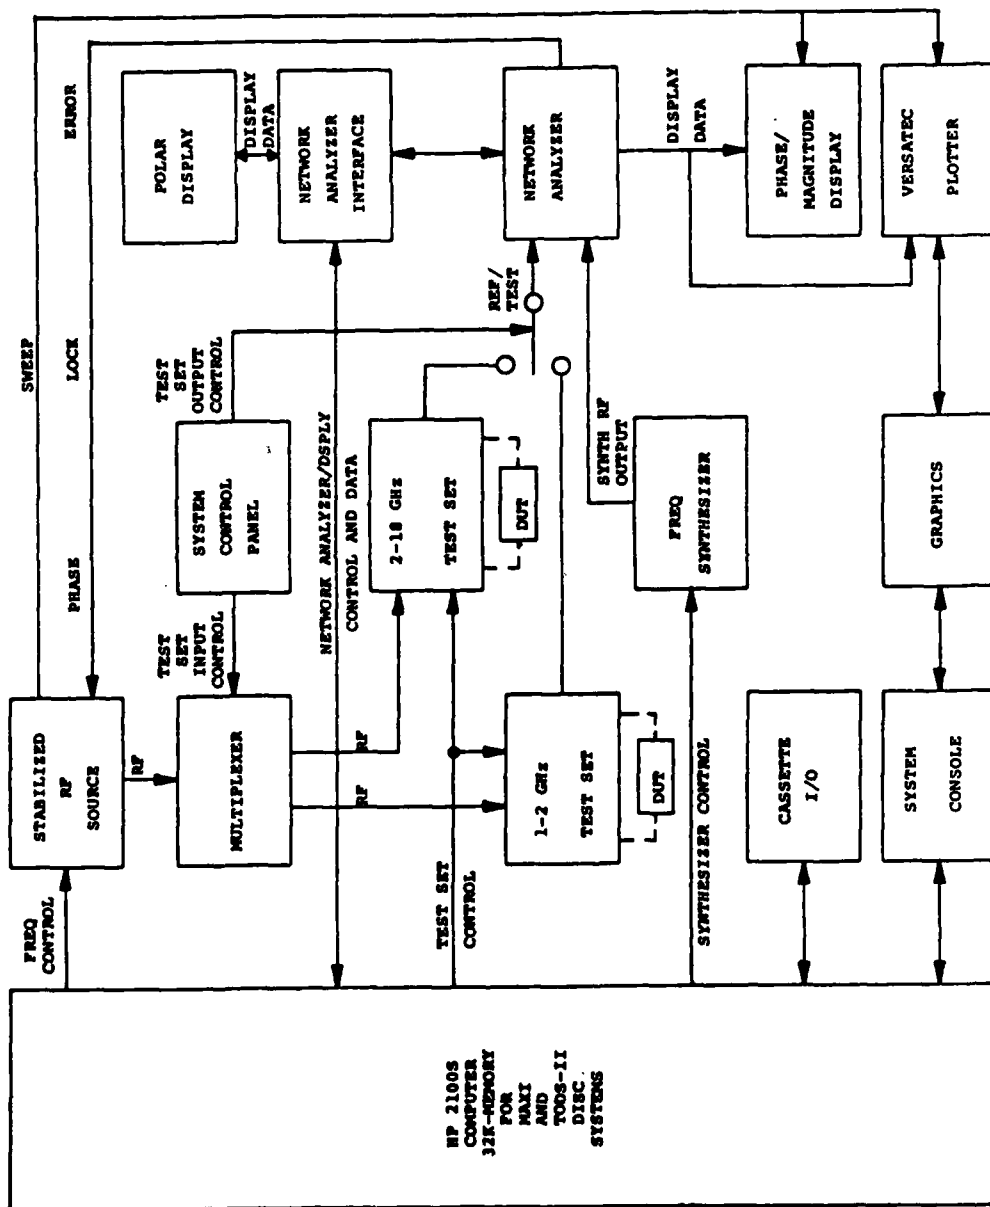 HP 2100S
COMPUTER
32K-MEMORY
FOR
MAXI
AND
TODS-II
DISC
SYSTEMS
FREQ
CONTROL
STABILIZED
RF
SOURCE
SWEEP
PHASE LOCK ERROR
RF
MULTIPLEXER
TEST
SET
INPUT
CONTROL
SYSTEM
CONTROL
PANEL
TEST
SET
OUTPUT
CONTROL
POLAR
DISPLAY
DISPLAY
DATA
NETWORK
ANALYZER
INTERFACE
NETWORK ANALYZER/DSPLY
CONTROL AND DATA
RF
RF
2-18 GHz
TEST SET
DUT
REF/
TEST
NETWORK
ANALYZER
TEST SET
CONTROL
1-2 GHz
TEST SET
DUT
SYNTH RF
OUTPUT
DISPLAY
DATA
SYNTHESIZER CONTROL
FREQ
SYNTHESIZER
PHASE/
MAGNITUDE
DISPLAY
CASSETTE
I/O
SYSTEM
CONSOLE
GRAPHICS
VERSATEC
PLOTTER